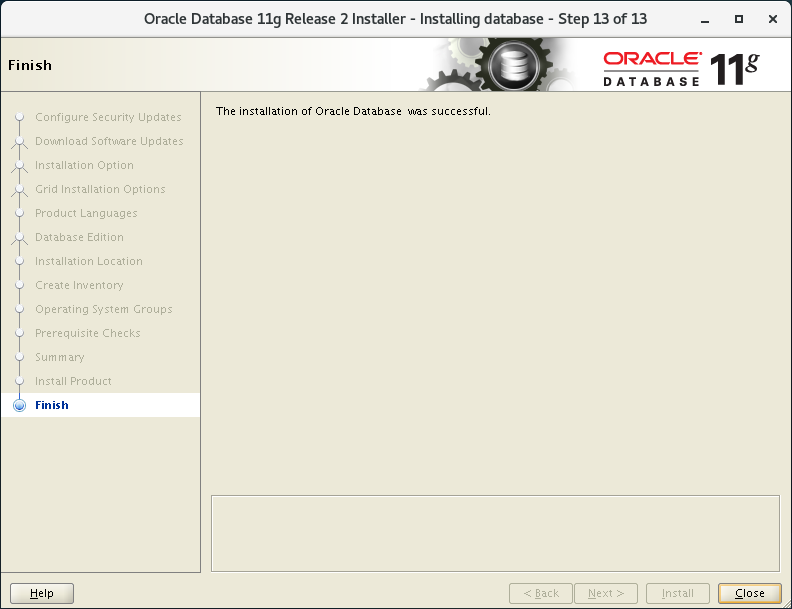 Oracle Database 11g Release 2 Installer - Installing database - Step 13 of 13
Finish
ORACLE
DATABASE
11g
Configure Security Updates
Download Software Updates
Installation Option
Grid Installation Options
Product Languages
Database Edition
Installation Location
Create Inventory
Operating System Groups
Prerequisite Checks
Summary
Install Product
Finish
The installation of Oracle Database  was successful.
Help
< Back
Next >
Install
Close